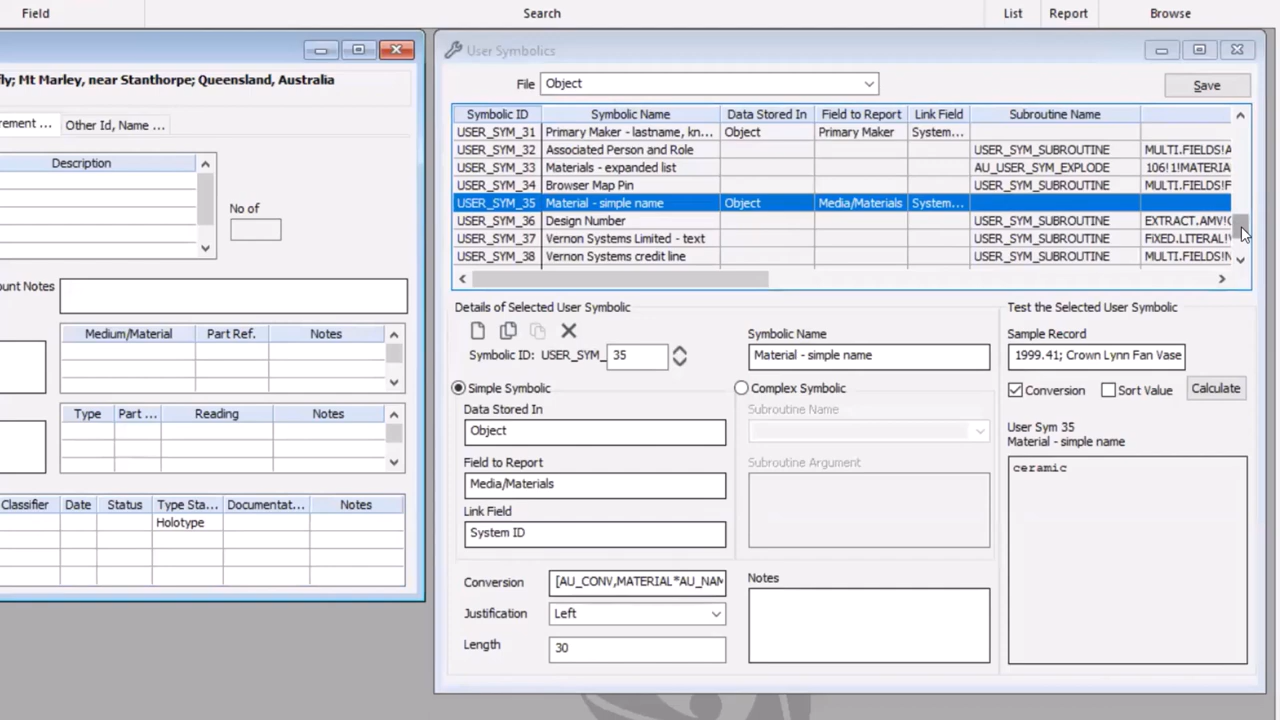 Field Search List Report Browse
fly; Mt Marley, near Stanthorpe; Queensland, Australia
rement ... Other Id, Name ...
Description
No of
ount Notes
Medium/Material Part Ref. Notes
Type Part ... Reading Notes
Classifier Date Status Type Sta... Documentat... Notes
Holotype
User Symbolics
File Object Save
Symbolic ID Symbolic Name Data Stored In Field to Report Link Field Subroutine Name
USER_SYM_31 Primary Maker - lastname, kn... Object Primary Maker System...
USER_SYM_32 Associated Person and Role USER_SYM_SUBROUTINE MULTI.FIELDS!A
USER_SYM_33 Materials - expanded list AU_USER_SYM_EXPLODE 106!1!MATERIA
USER_SYM_34 Browser Map Pin USER_SYM_SUBROUTINE MULTI.FIELDS!F
USER_SYM_35 Material - simple name Object Media/Materials System...
USER_SYM_36 Design Number USER_SYM_SUBROUTINE EXTRACT.AMV!
USER_SYM_37 Vernon Systems Limited - text USER_SYM_SUBROUTINE FIXED.LITERAL!
USER_SYM_38 Vernon Systems credit line USER_SYM_SUBROUTINE MULTI.FIELDS!N
Details of Selected User Symbolic
Symbolic ID: USER_SYM_ 35
Symbolic Name
Material - simple name
Simple Symbolic
Complex Symbolic
Data Stored In
Object
Subroutine Name
Field to Report
Media/Materials
Subroutine Argument
Link Field
System ID
Conversion [AU_CONV,MATERIAL*AU_NAM
Justification Left
Length 30
Notes
Test the Selected User Symbolic
Sample Record
1999.41; Crown Lynn Fan Vase
Conversion Sort Value Calculate
User Sym 35
Material - simple name
ceramic